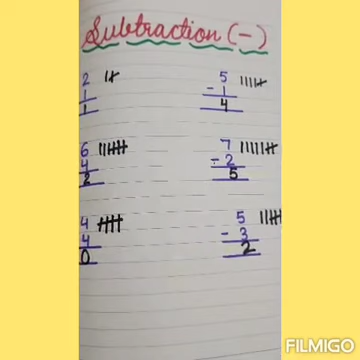 Subtraction (-)
2 5
1 - 1
1 4
6 7
4 - 2
2 5
4 5
4 - 3
0 2
FILMIGO